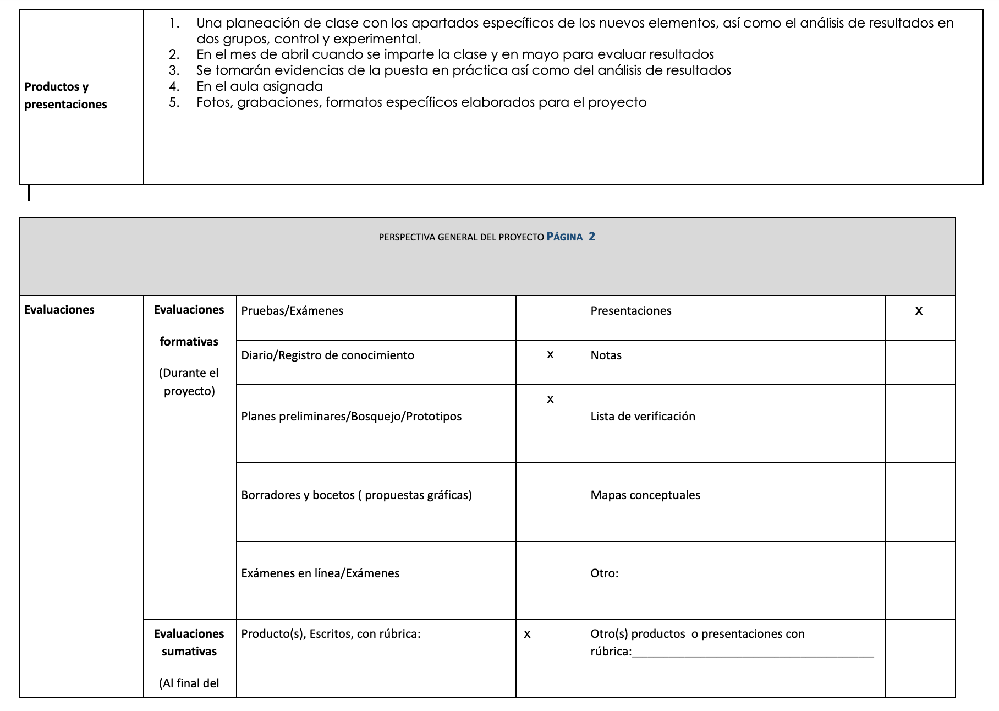 Productos y
presentaciones
1. Una planeación de clase con los apartados específicos de los nuevos elementos, así como el análisis de resultados en
dos grupos, control y experimental.
2. En el mes de abril cuando se imparte la clase y en mayo para evaluar resultados
3. Se tomarán evidencias de la puesta en práctica así como del análisis de resultados
4. En el aula asignada
5. Fotos, grabaciones, formatos específicos elaborados para el proyecto
PERSPECTIVA GENERAL DEL PROYECTO PÁGINA 2
Evaluaciones
Evaluaciones
formativas
(Durante el
proyecto)
Pruebas/Exámenes
Presentaciones
x
Diario/Registro de conocimiento
x
Notas
Planes preliminares/Bosquejo/Prototipos
x
Lista de verificación
Borradores y bocetos ( propuestas gráficas)
Mapas conceptuales
Exámenes en línea/Exámenes
Otro:
Evaluaciones
sumativas
(Al final del
Producto(s), Escritos, con rúbrica:
x
Otro(s) productos o presentaciones con
rúbrica:________________________________________